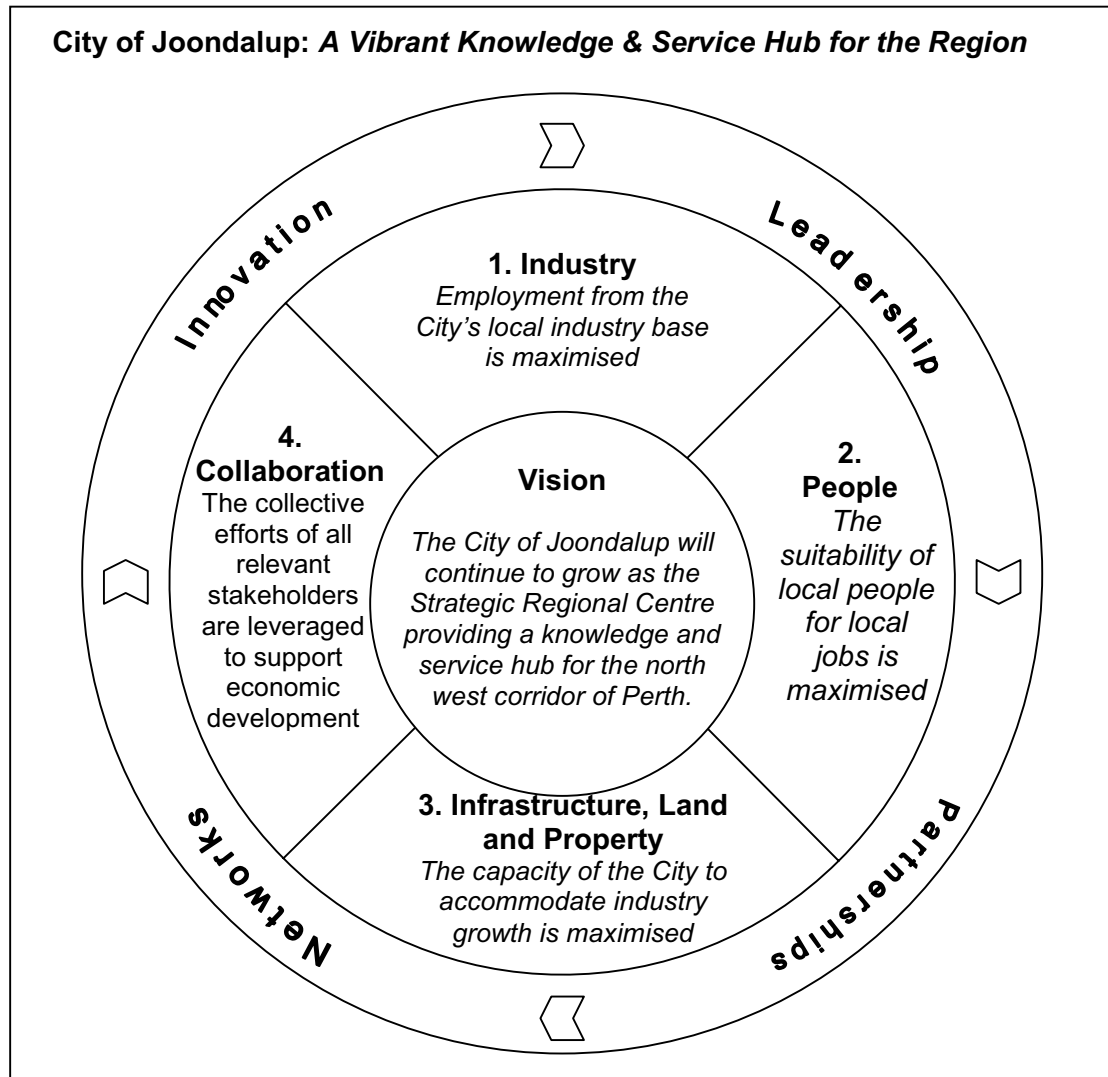 City of Joondalup: A Vibrant Knowledge & Service Hub for the Region
Innovation
Leadership
1. Industry
Employment from the
City’s local industry base
is maximised
4.
Collaboration
The collective
efforts of all
relevant
stakeholders
are leveraged
to support
economic
development
Vision
The City of Joondalup will
continue to grow as the
Strategic Regional Centre
providing a knowledge and
service hub for the north
west corridor of Perth.
2.
People
The
suitability of
local people
for local
jobs is
maximised
3. Infrastructure, Land
and Property
The capacity of the City to
accommodate industry
growth is maximised
Networks
Partnerships